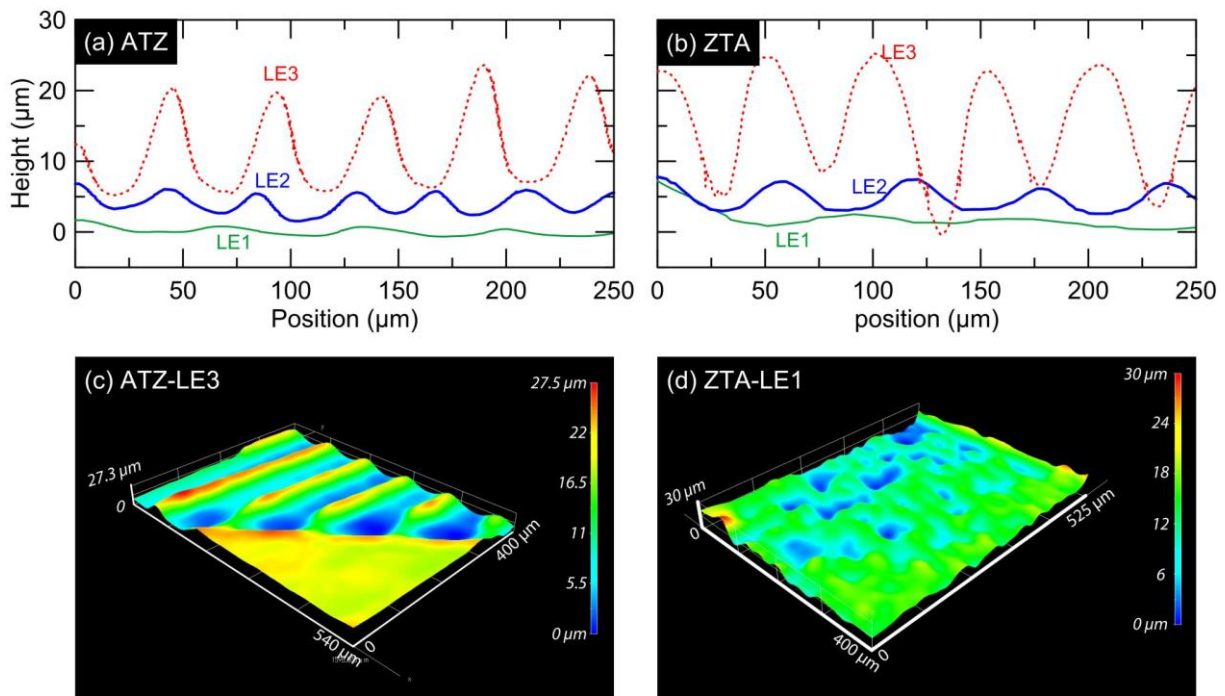 (a) ATZ
Height (µm)
30
20
10
0
LE3
LE2
LE1
0
50
100
150
200
250
Position (µm)
(b) ZTA
LE3
LE2
LE1
0
50
100
150
200
250
position (µm)
(c) ATZ-LE3
27.5 µm
22
16.5
11
5.5
0 µm
27.3 µm
0
400 µm
540 µm
0
(d) ZTA-LE1
30 µm
24
18
12
6
0 µm
30 µm
0
525 µm
400 µm
0